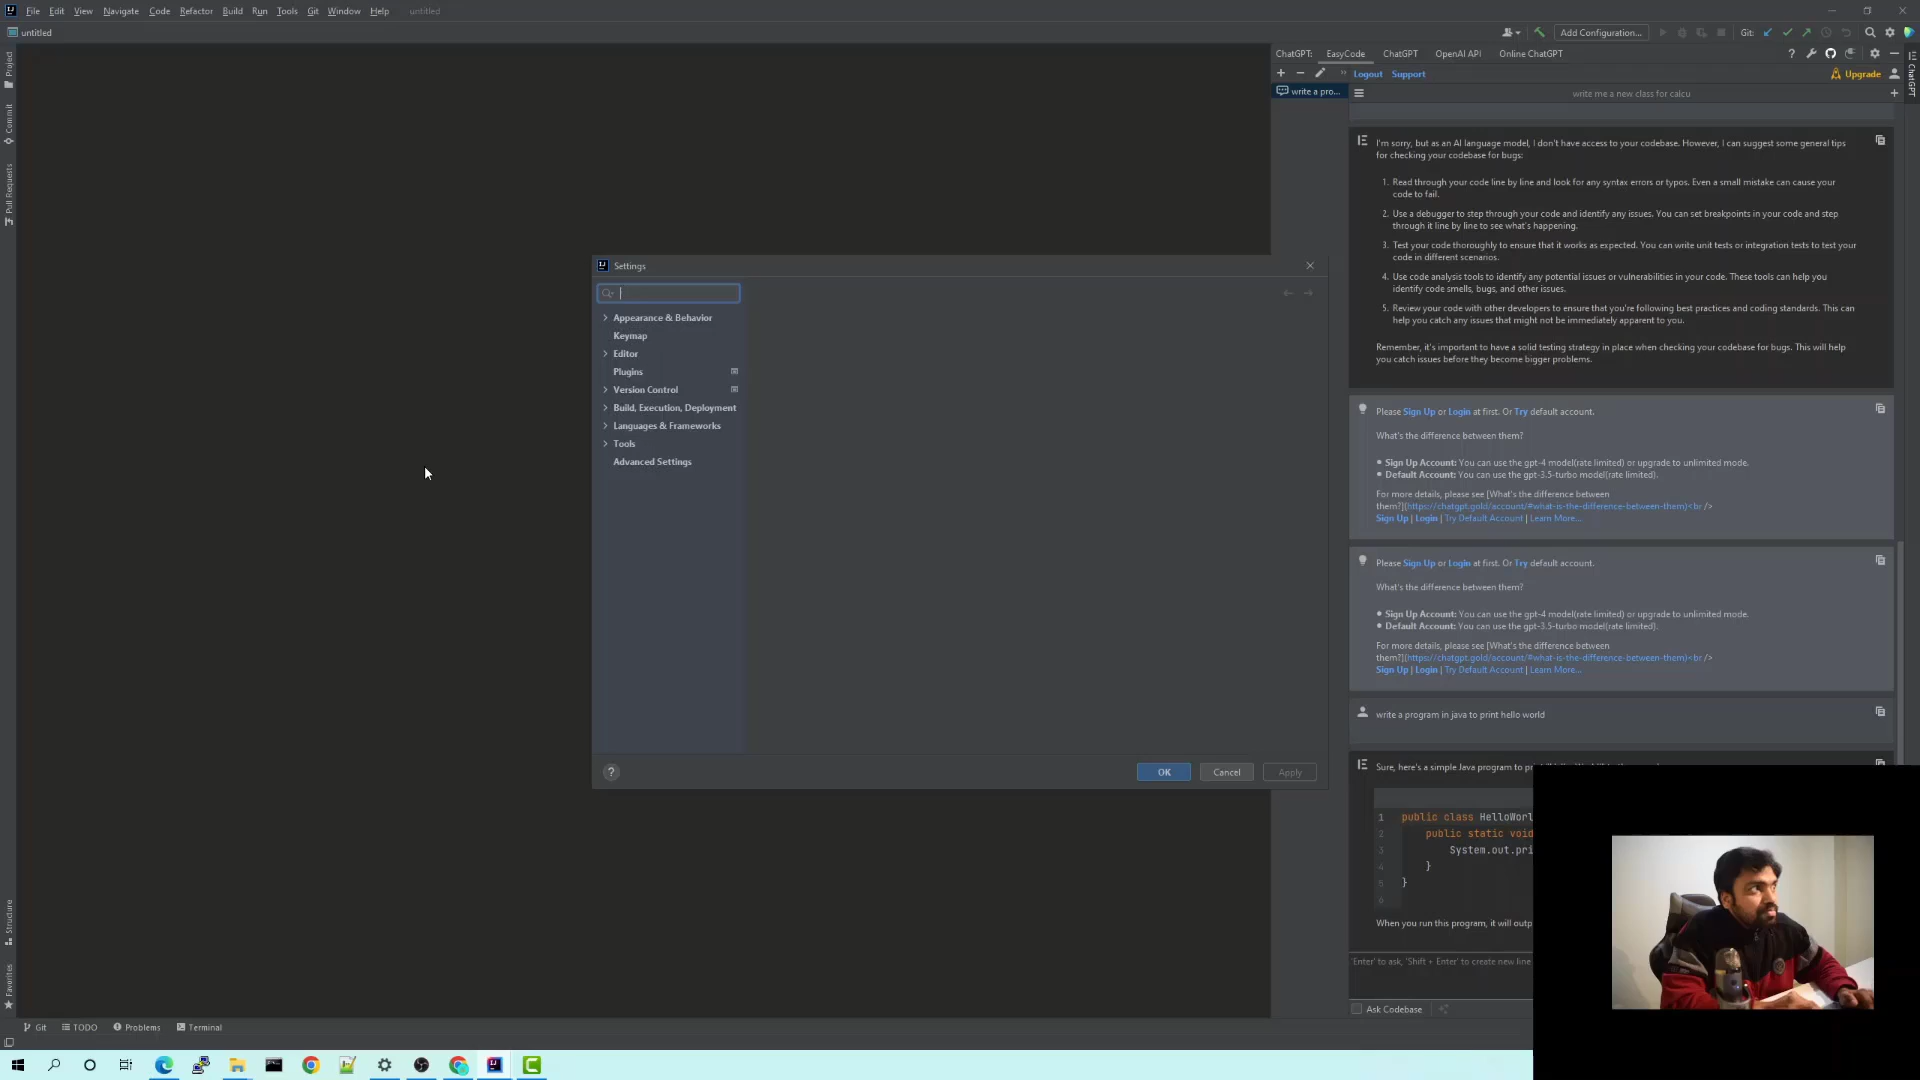 File Edit View Navigate Code Refactor Build Run Tools Git Window Help untitled
untitled
Add Configuration...
Git:
Project
Commit
Pull Requests
Structure
Favorites
ChatGPT: EasyCode ChatGPT OpenAI API Online ChatGPT
ChatGPT
Logout Support
Upgrade
write a pro...
write me a new class for calcu
I'm sorry, but as an AI language model, I don't have access to your codebase. However, I can suggest some general tips
for checking your codebase for bugs:
1. Read through your code line by line and look for any syntax errors or typos. Even a small mistake can cause your
code to fail.
2. Use a debugger to step through your code and identify any issues. You can set breakpoints in your code and step
through it line by line to see what's happening.
3. Test your code thoroughly to ensure that it works as expected. You can write unit tests or integration tests to test your
code in different scenarios.
4. Use code analysis tools to identify any potential issues or vulnerabilities in your code. These tools can help you
identify code smells, bugs, and other issues.
5. Review your code with other developers to ensure that you're following best practices and coding standards. This can
help you catch any issues that might not be immediately apparent to you.
Remember, it's important to have a solid testing strategy in place when checking your codebase for bugs. This will help
you catch issues before they become bigger problems.
Please Sign Up or Login at first. Or Try default account.
What's the difference between them?
• Sign Up Account: You can use the gpt-4 model(rate limited) or upgrade to unlimited mode.
• Default Account: You can use the gpt-3.5-turbo model(rate limited).
For more details, please see [What's the difference between
them?](https://chatgpt.gold/account/#what-is-the-difference-between-them)<br />
Sign Up | Login | Try Default Account | Learn More...
Please Sign Up or Login at first. Or Try default account.
What's the difference between them?
• Sign Up Account: You can use the gpt-4 model(rate limited) or upgrade to unlimited mode.
• Default Account: You can use the gpt-3.5-turbo model(rate limited).
For more details, please see [What's the difference between
them?](https://chatgpt.gold/account/#what-is-the-difference-between-them)<br />
Sign Up | Login | Try Default Account | Learn More...
write a program in java to print hello world
Sure, here's a simple Java program to
1 public class HelloWorl
2 public static void
3 System.out.pri
4 }
5 }
6
When you run this program, it will outp
'Enter' to ask, 'Shift + Enter' to create new line
Ask Codebase
Settings
Appearance & Behavior
Keymap
Editor
Plugins
Version Control
Build, Execution, Deployment
Languages & Frameworks
Tools
Advanced Settings
?
OK Cancel Apply
Git TODO Problems Terminal